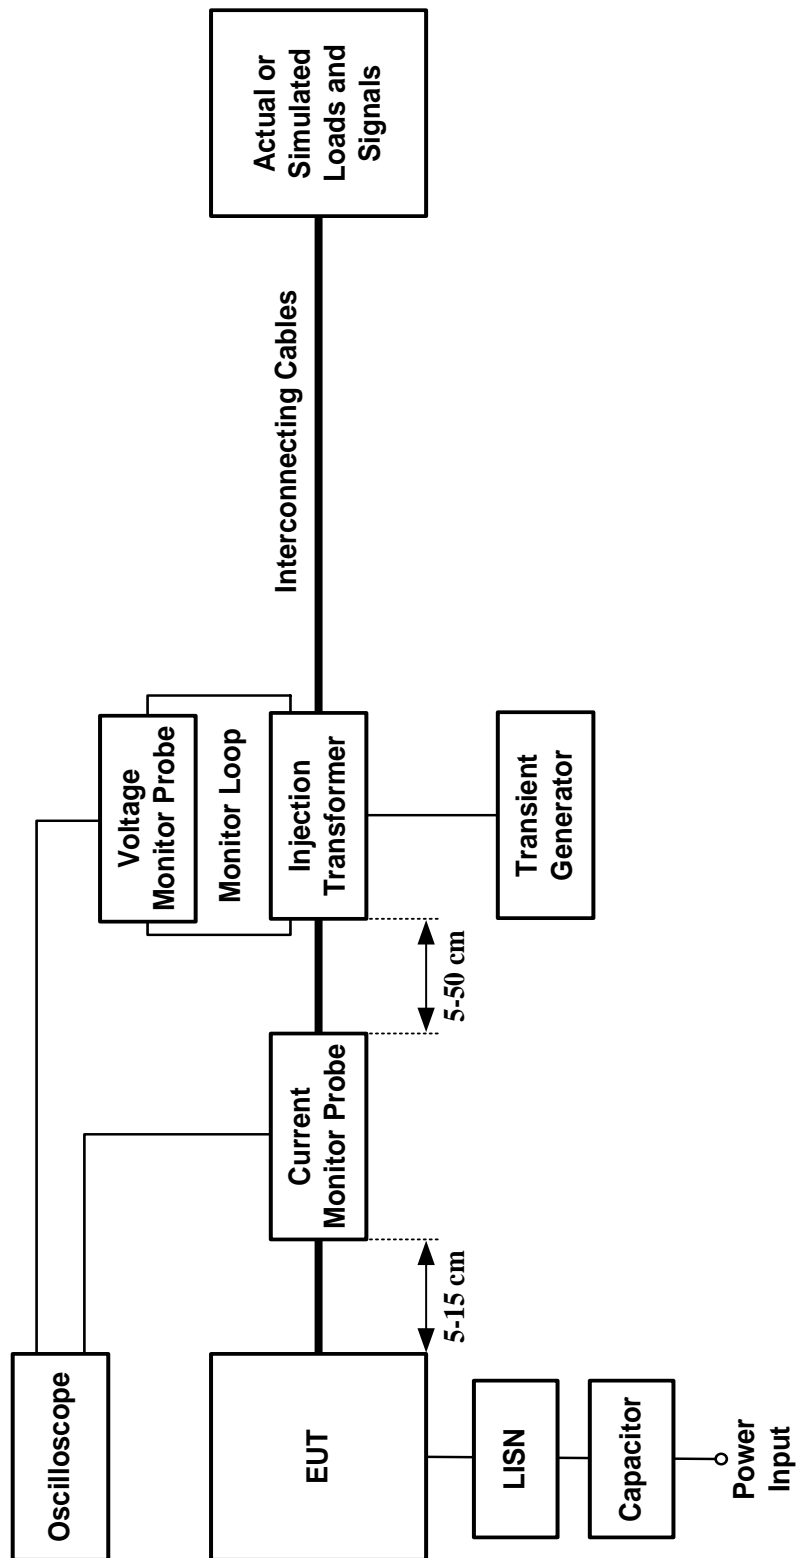 Oscilloscope
Voltage
Monitor Probe
Monitor Loop
EUT
5-15 cm
Current
Monitor Probe
5-50 cm
Injection
Transformer
Interconnecting Cables
Actual or
Simulated
Loads and
Signals
LISN
Capacitor
Power
Input
Transient
Generator